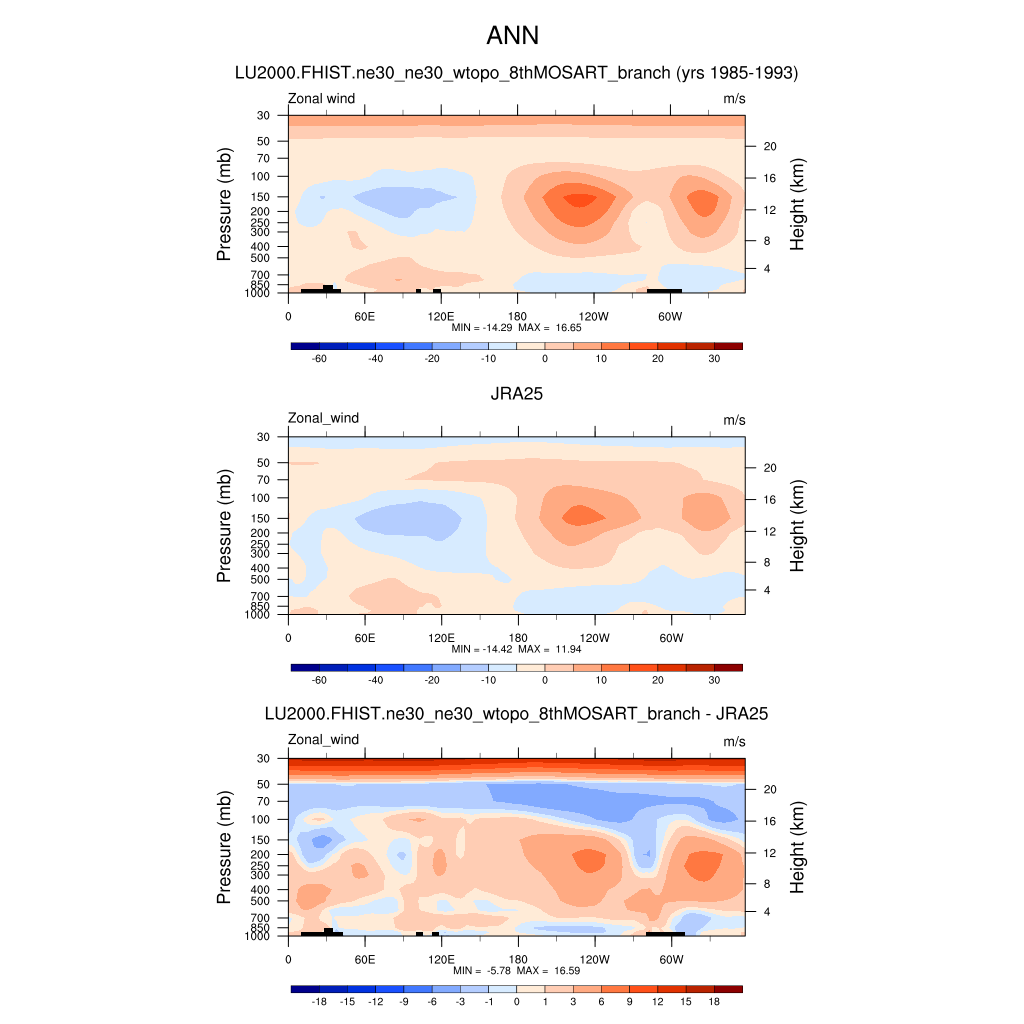 ANN
LU2000.FHIST.ne30_ne30_wtopo_8thMOSART_branch (yrs 1985-1993)
Zonal wind m/s
Pressure (mb)
30
50
70
100
150
200
250
300
400
500
700
850
1000
20
16
12
8
4
Height (km)
0 60E 120E 180 120W 60W
MIN = -14.29 MAX = 16.65
-60 -40 -20 -10 0 10 20 30
JRA25
Zonal_wind m/s
Pressure (mb)
30
50
70
100
150
200
250
300
400
500
700
850
1000
20
16
12
8
4
Height (km)
0 60E 120E 180 120W 60W
MIN = -14.42 MAX = 11.94
-60 -40 -20 -10 0 10 20 30
LU2000.FHIST.ne30_ne30_wtopo_8thMOSART_branch - JRA25
Zonal_wind m/s
Pressure (mb)
30
50
70
100
150
200
250
300
400
500
700
850
1000
20
16
12
8
4
Height (km)
0 60E 120E 180 120W 60W
MIN = -5.78 MAX = 16.59
-18 -15 -12 -9 -6 -3 -1 0 1 3 6 9 12 15 18